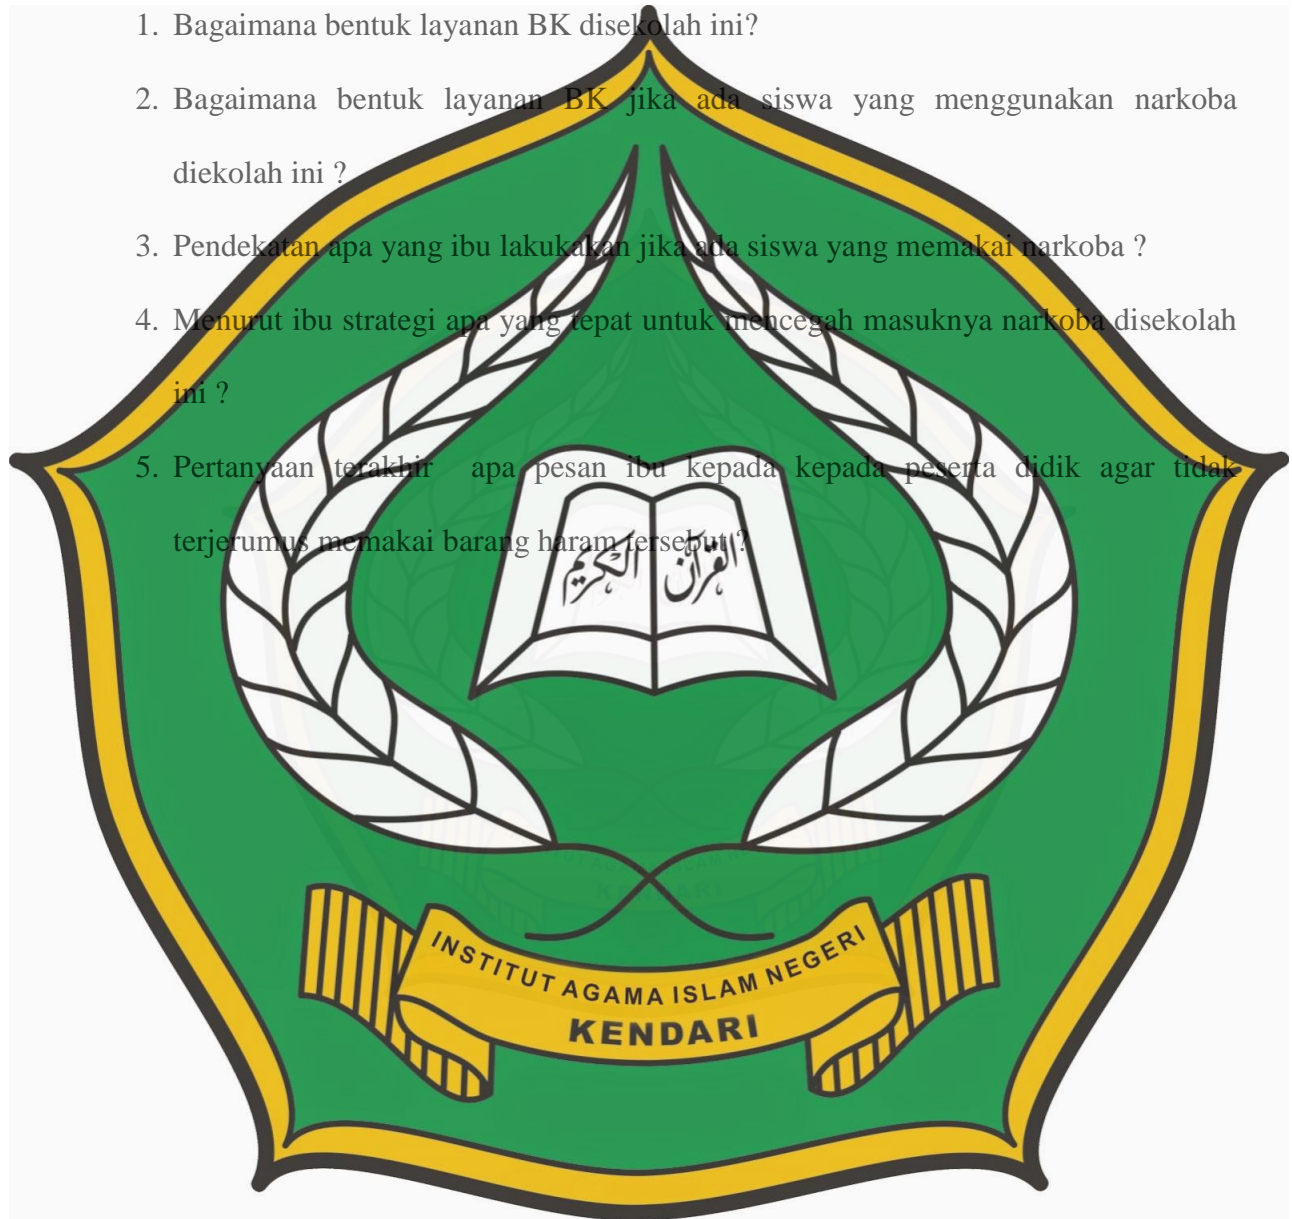 1. Bagaimana bentuk layanan BK disekolah ini?
2. Bagaimana bentuk layanan BK jika ada siswa yang menggunakan narkoba
diekolah ini ?
3. Pendekatan apa yang ibu lakukakan jika ada siswa yang memakai narkoba ?
4. Menurut ibu strategi apa yang tepat untuk mencegah masuknya narkoba disekolah
ini ?
5. Pertanyaan terakhir apa pesan ibu kepada kepada peserta didik agar tidak
terjerumus memakai barang haram tersebut ?
القرآن الكريم
INSTITUT AGAMA ISLAM NEGERI
KENDARI